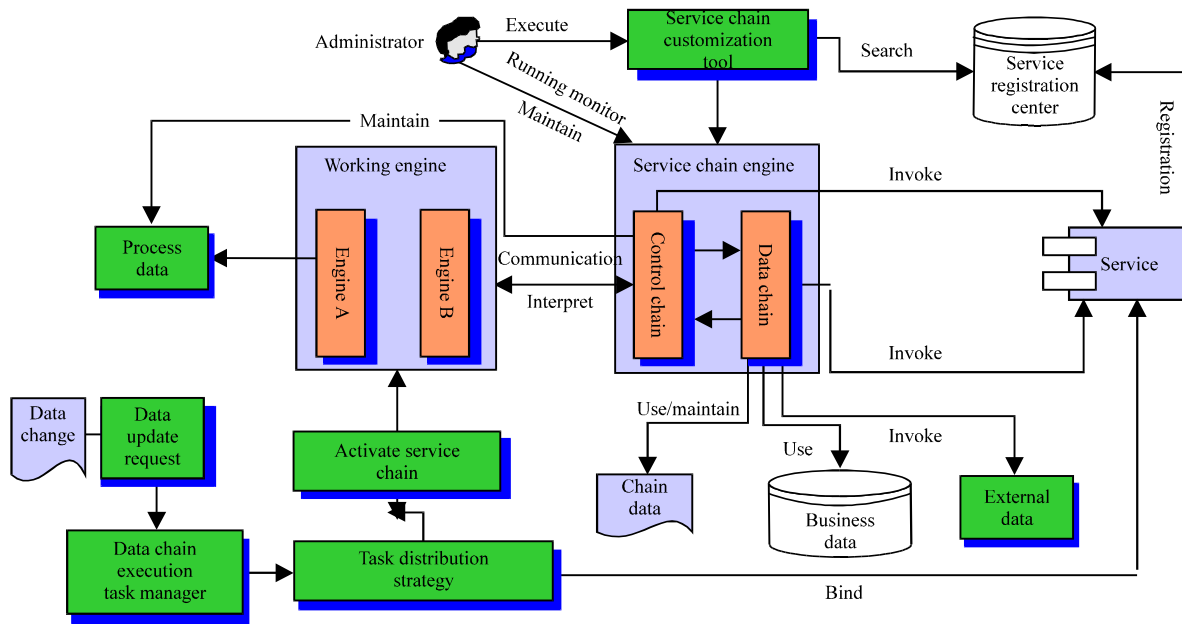 Administrator
Execute
Service chain
customization
tool
Search
Service
registration
center
Running monitor
Maintain
Registration
Maintain
Working engine
Service chain engine
Invoke
Process
data
Engine A
Engine B
Communication
Interpret
Control chain
Data chain
Service
Invoke
Data
change
Data
update
request
Activate service
chain
Use/maintain
Use
Invoke
Chain
data
Business
data
External
data
Data chain
execution
task manager
Task distribution
strategy
Bind